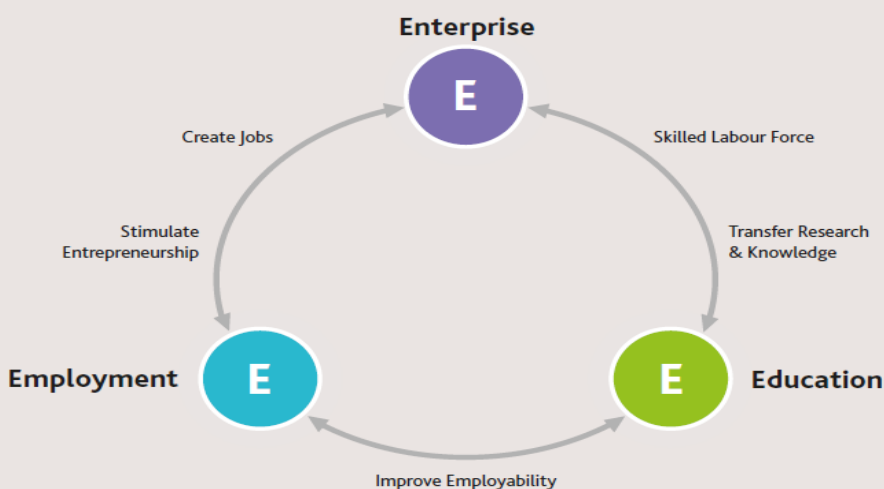 Enterprise
E
Create Jobs
Skilled Labour Force
Stimulate
Entrepreneurship
Transfer Research
& Knowledge
Employment
E
E
Education
Improve Employability